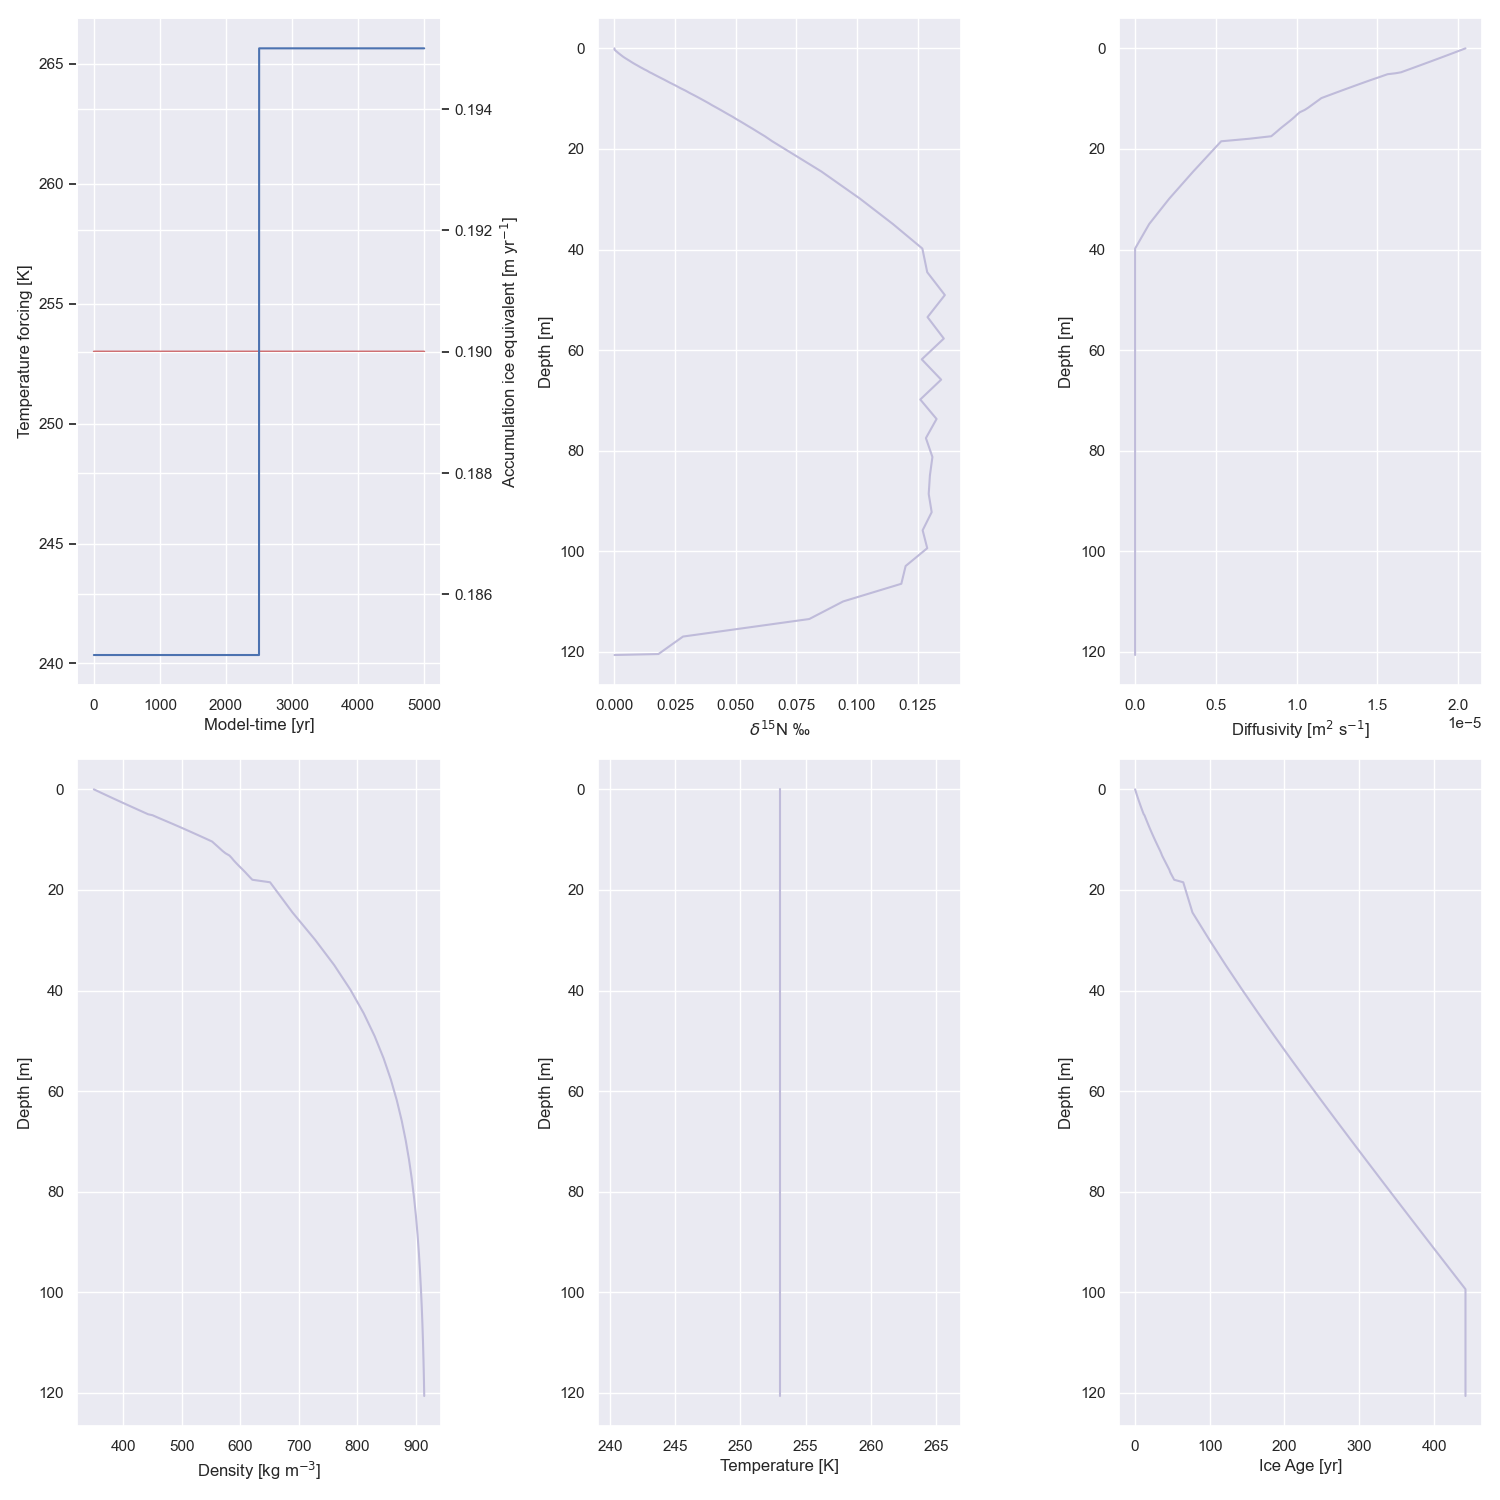 265
260
255
250
245
240
Temperature forcing [K]
0.194
0.192
0.190
0.188
0.186
Accumulation ice equivalent [m yr⁻¹]
0 1000 2000 3000 4000 5000
Model-time [yr]
0
20
40
60
80
100
120
Depth [m]
0.000 0.025 0.050 0.075 0.100 0.125
δ¹⁵N ‰
0
20
40
60
80
100
120
Depth [m]
0.0 0.5 1.0 1.5 2.0
1e−5
Diffusivity [m² s⁻¹]
0
20
40
60
80
100
120
Depth [m]
400 500 600 700 800 900
Density [kg m⁻³]
0
20
40
60
80
100
120
Depth [m]
240 245 250 255 260 265
Temperature [K]
0
20
40
60
80
100
120
Depth [m]
0 100 200 300 400
Ice Age [yr]